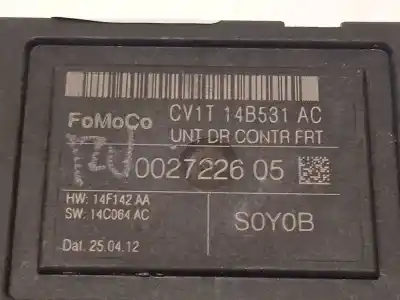 FoMoCo
CV1T 14B531 AC
UNT DR CONTR FRT
00272226 05
HW: 14F142 AA
SW: 14C064 AC
S0Y0B
Dat. 25.04.12